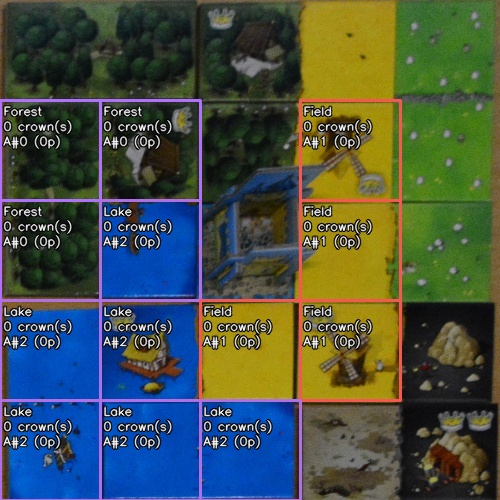 Forest
0 crown(s)
A#0 (0p)
Forest
0 crown(s)
A#0 (0p)
Field
0 crown(s)
A#1 (0p)
Forest
0 crown(s)
A#0 (0p)
Lake
0 crown(s)
A#2 (0p)
Field
0 crown(s)
A#1 (0p)
Lake
0 crown(s)
A#2 (0p)
Lake
0 crown(s)
A#2 (0p)
Field
0 crown(s)
A#1 (0p)
Field
0 crown(s)
A#1 (0p)
Lake
0 crown(s)
A#2 (0p)
Lake
0 crown(s)
A#2 (0p)
Lake
0 crown(s)
A#2 (0p)